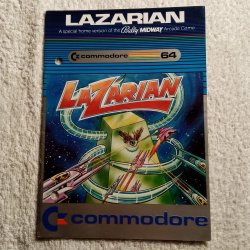 LAZARIAN
A special home version of the Bally MIDWAY Arcade Game
commodore 64
LAZARIAN
commodore